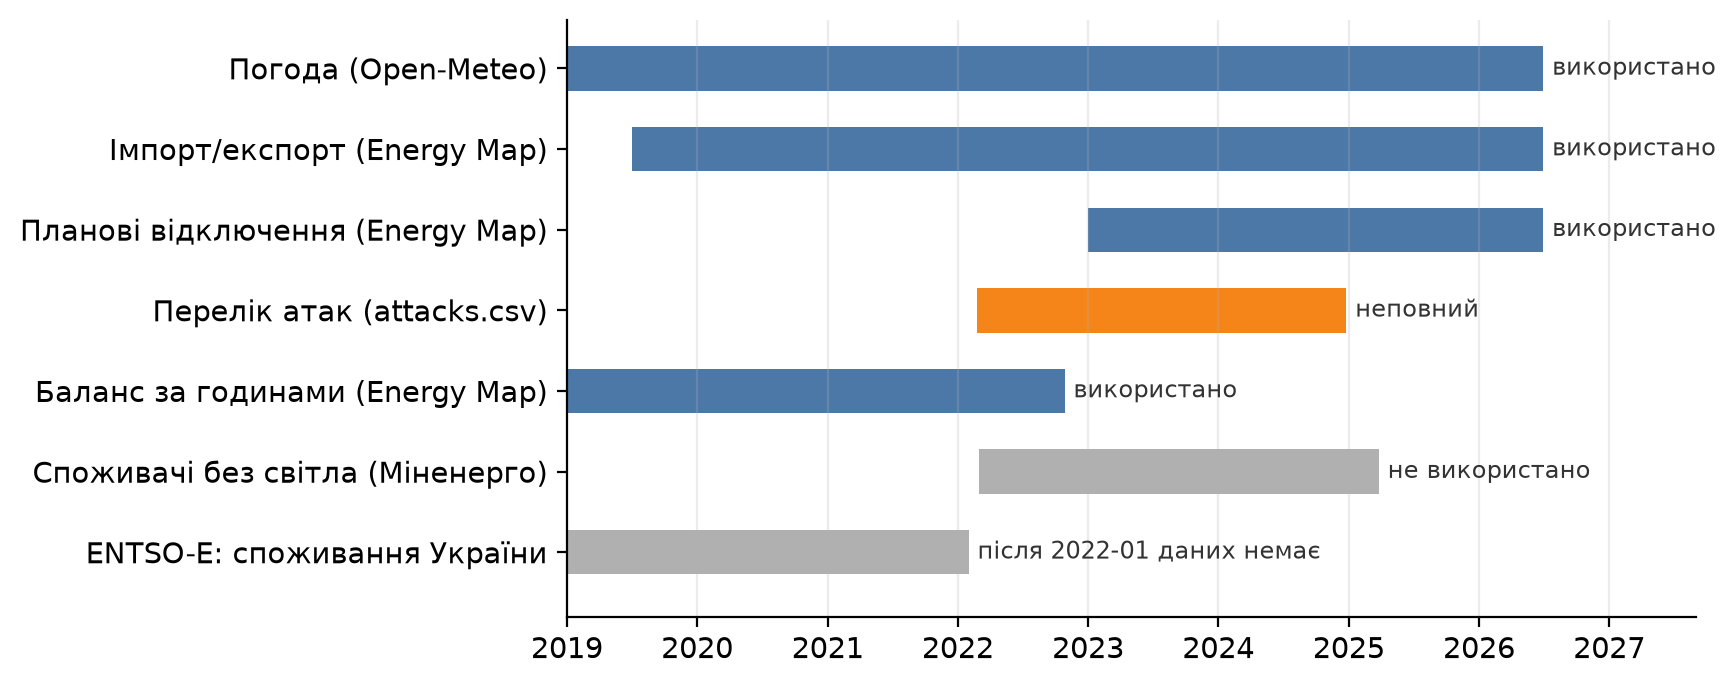 Погода (Open-Meteo) використано
Імпорт/експорт (Energy Map) використано
Планові відключення (Energy Map) використано
Перелік атак (attacks.csv) неповний
Баланс за годинами (Energy Map) використано
Споживачі без світла (Міненерго) не використано
ENTSO-E: споживання України після 2022-01 даних немає
2019 2020 2021 2022 2023 2024 2025 2026 2027